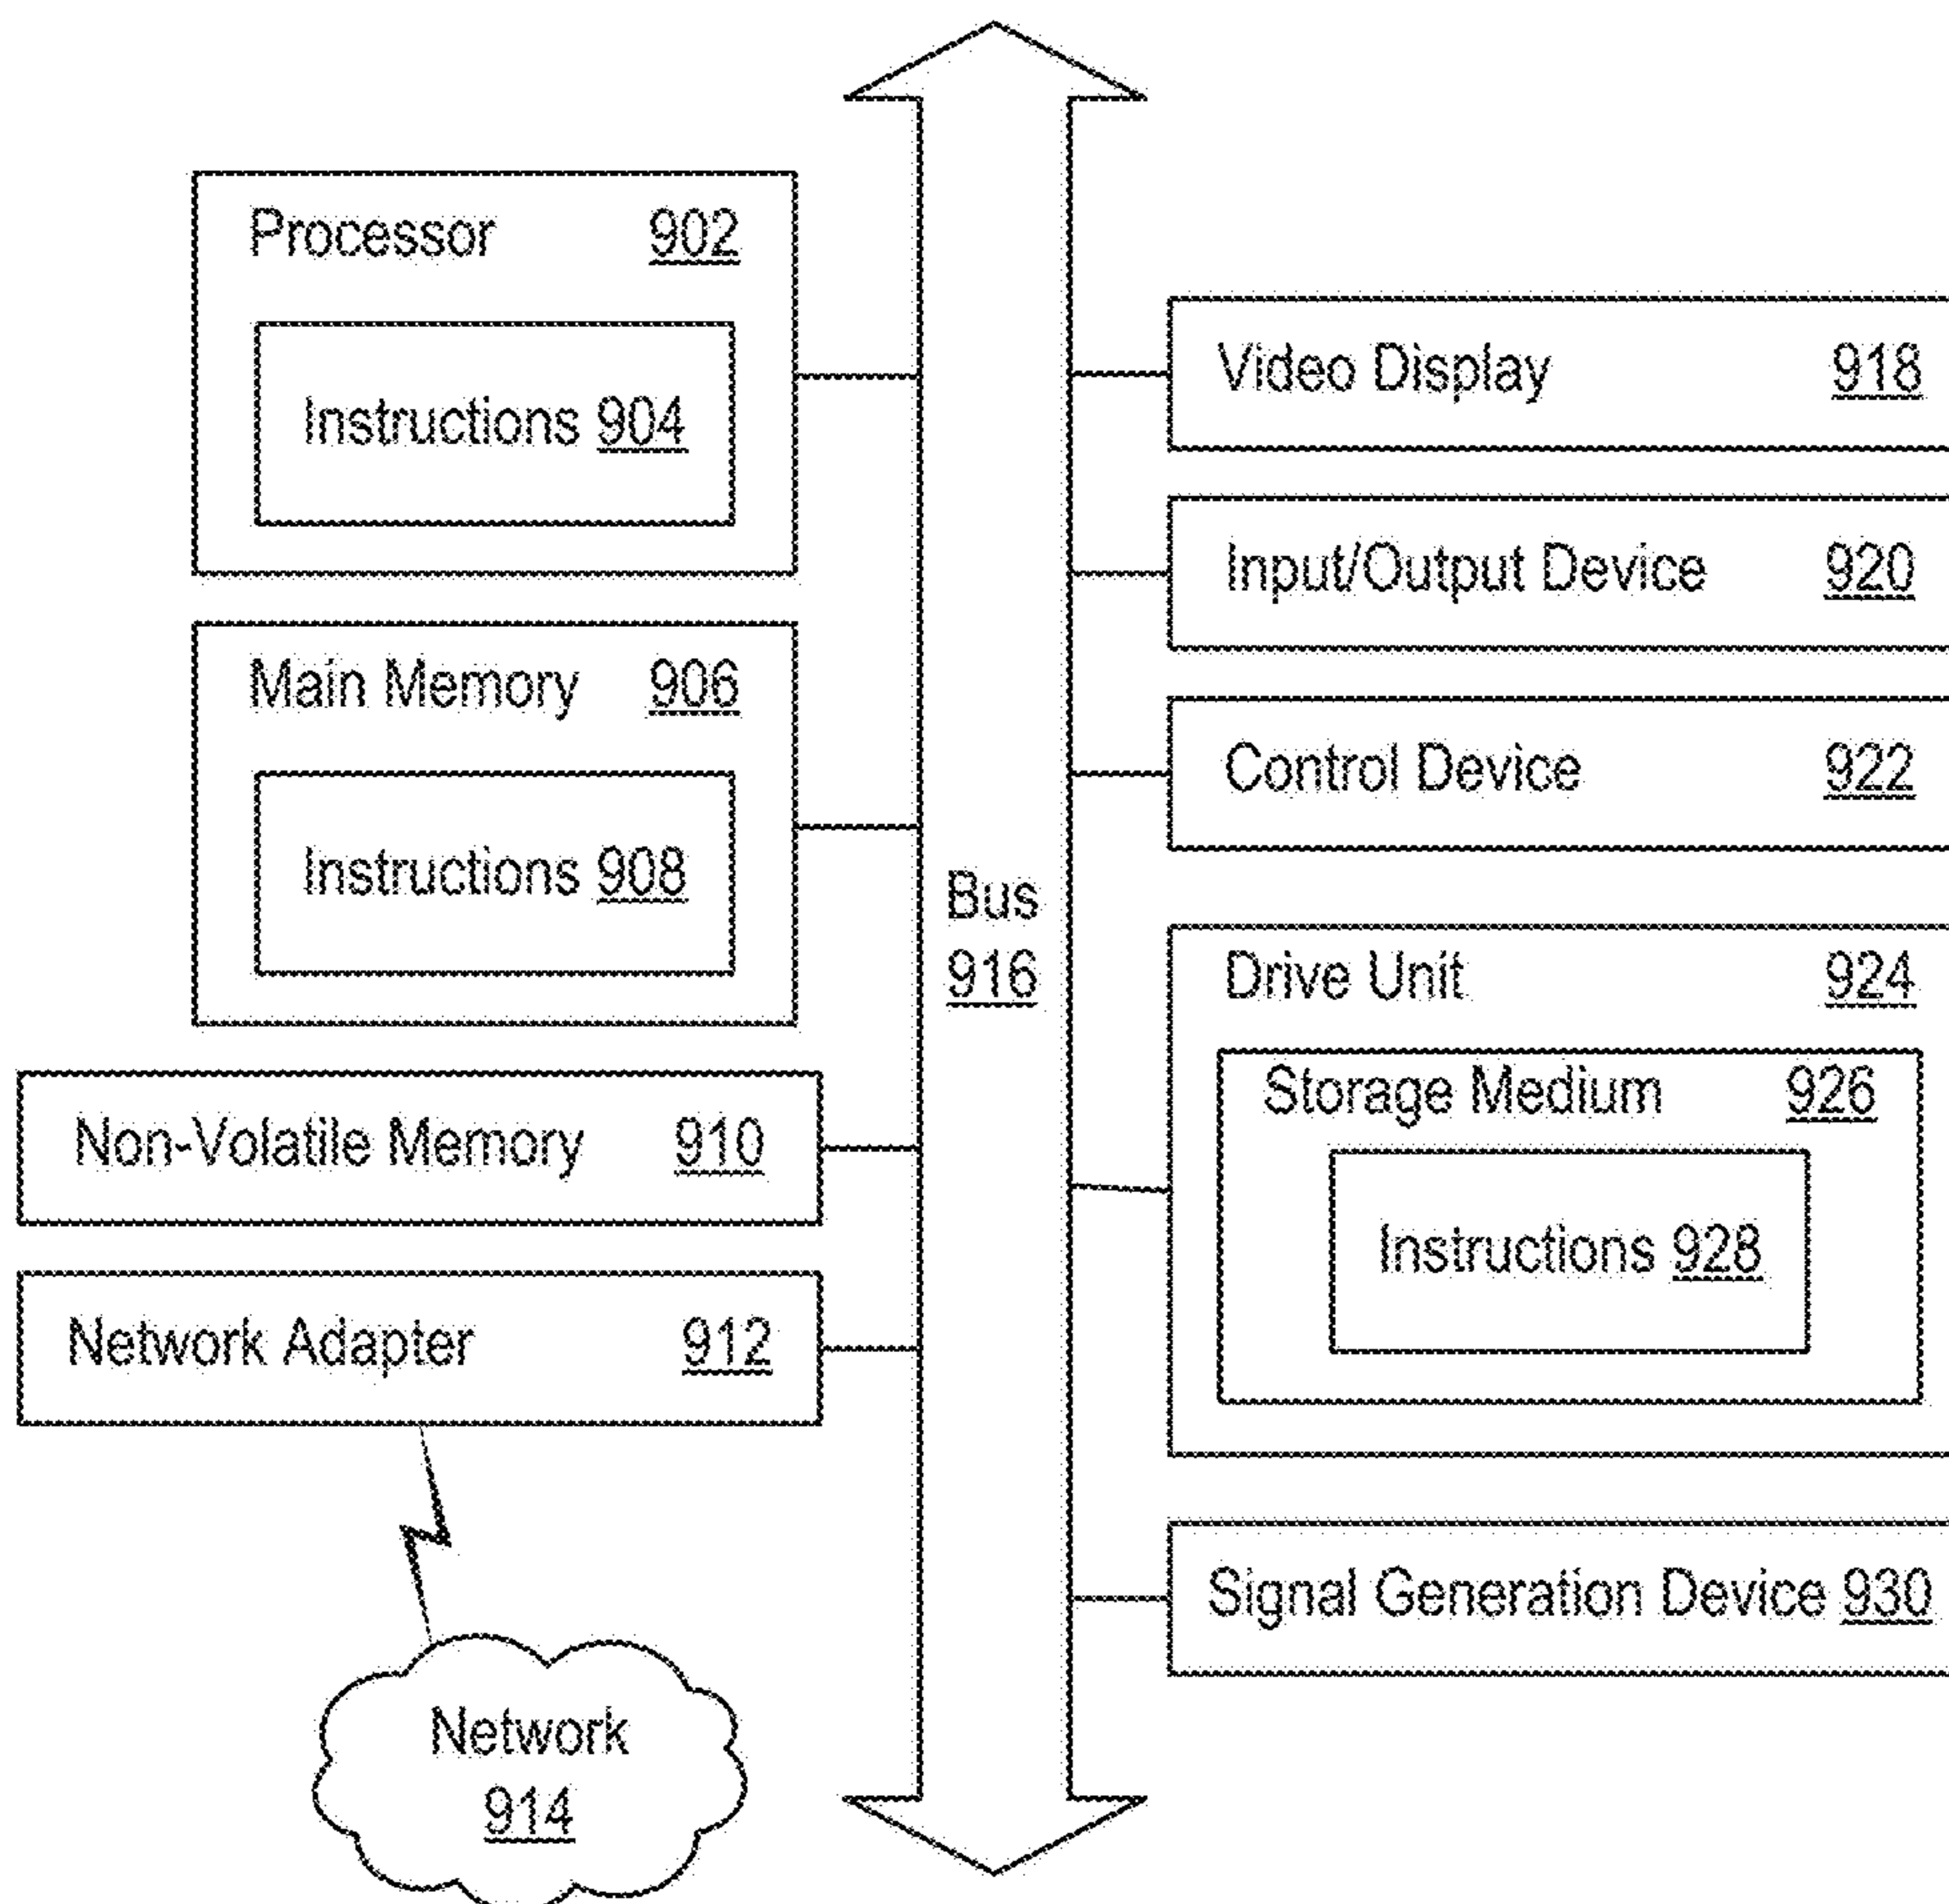 Processor 902
Instructions 904
Main Memory 906
Instructions 908
Non-Volatile Memory 910
Network Adapter 912
Network
914
Bus
916
Video Display 918
Input/Output Device 920
Control Device 922
Drive Unit 924
Storage Medium 926
Instructions 928
Signal Generation Device 930